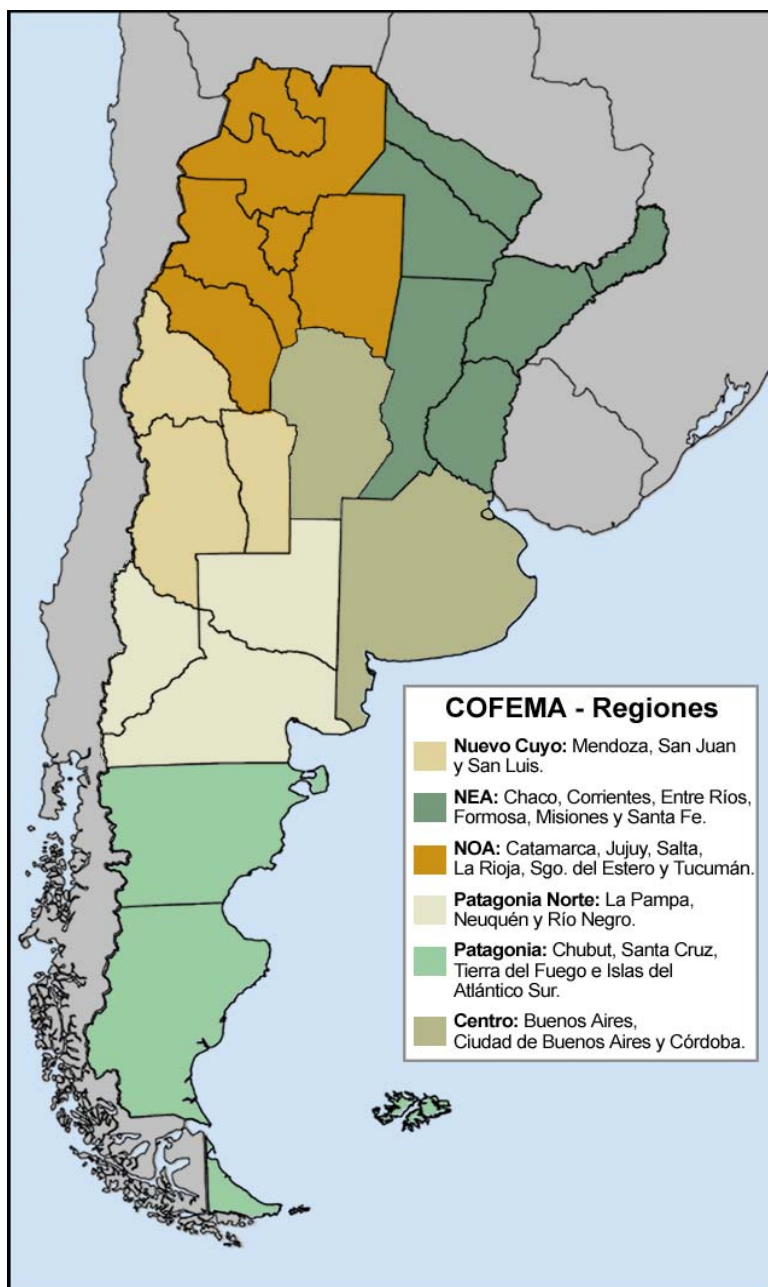 COFEMA - Regiones
Nuevo Cuyo: Mendoza, San Juan
y San Luis.
NEA: Chaco, Corrientes, Entre Ríos,
Formosa, Misiones y Santa Fe.
NOA: Catamarca, Jujuy, Salta,
La Rioja, Sgo. del Estero y Tucumán.
Patagonia Norte: La Pampa,
Neuquén y Río Negro.
Patagonia: Chubut, Santa Cruz,
Tierra del Fuego e Islas del
Atlántico Sur.
Centro: Buenos Aires,
Ciudad de Buenos Aires y Córdoba.